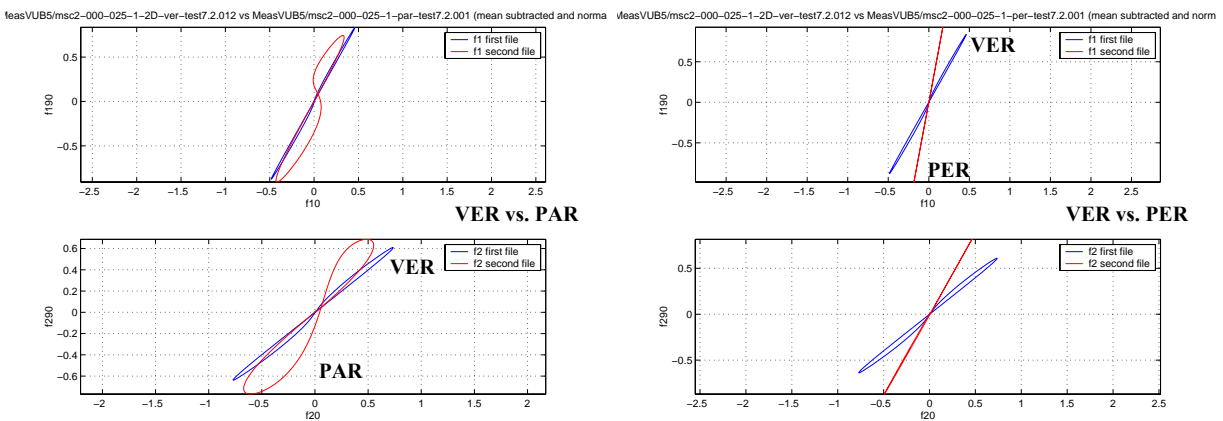 MeasVUB5/msc2−000−025−1−2D−ver−test7.2.012 vs MeasVUB5/msc2−000−025−1−par−test7.2.001 (mean subtracted and norma
MeasVUB5/msc2−000−025−1−2D−ver−test7.2.012 vs MeasVUB5/msc2−000−025−1−per−test7.2.001 (mean subtracted and norm
f1 first file
f1 second file
0.5
0
−0.5
f190
−2.5 −2 −1.5 −1 −0.5 0 0.5 1 1.5 2 2.5
f10
VER vs. PAR
f1 first file
f1 second file
VER
PER
0.5
0
−0.5
f190
−2.5 −2 −1.5 −1 −0.5 0 0.5 1 1.5 2 2.5
f10
VER vs. PER
f2 first file
f2 second file
VER
PAR
0.6
0.4
0.2
0
−0.2
−0.4
−0.6
f290
−2 −1.5 −1 −0.5 0 0.5 1 1.5 2
f20
f2 first file
f2 second file
0.5
0
−0.5
f290
−2.5 −2 −1.5 −1 −0.5 0 0.5 1 1.5 2 2.5
f20